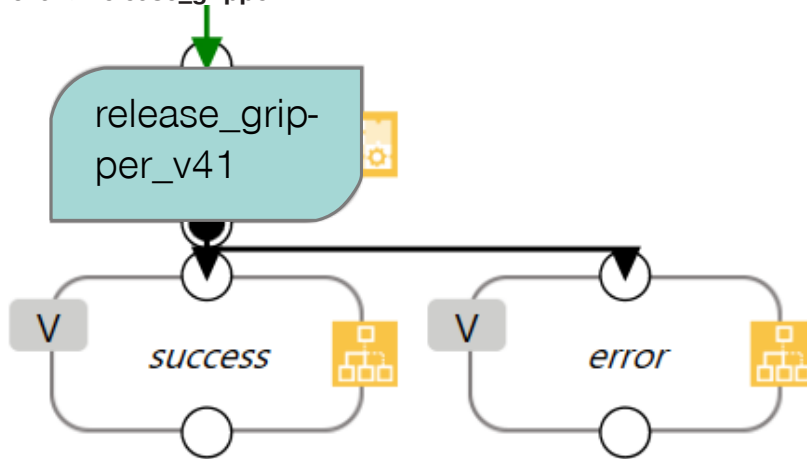 release_grip-
per_v41
V
success
V
error